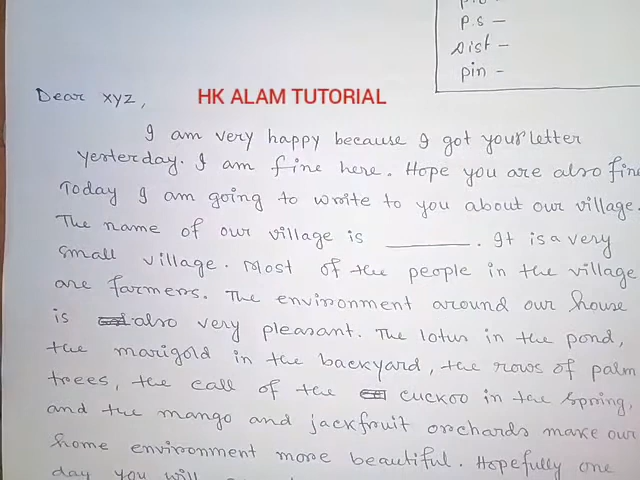 P.S -
Dist -
Pin -
Dear xyz,
HK ALAM TUTORIAL
I am very happy because I got your letter
yesterday. I am fine here. Hope you are also fine
Today I am going to write to you about our village.
The name of our village is ________. It is a very
small village. Most of the people in the village
are farmers. The environment around our house
is also very pleasant. The lotus in the pond,
the marigold in the backyard, the rows of palm
trees, the call of the cuckoo in the spring,
and the mango and jackfruit orchards make our
home environment more beautiful. Hopefully one
day you will